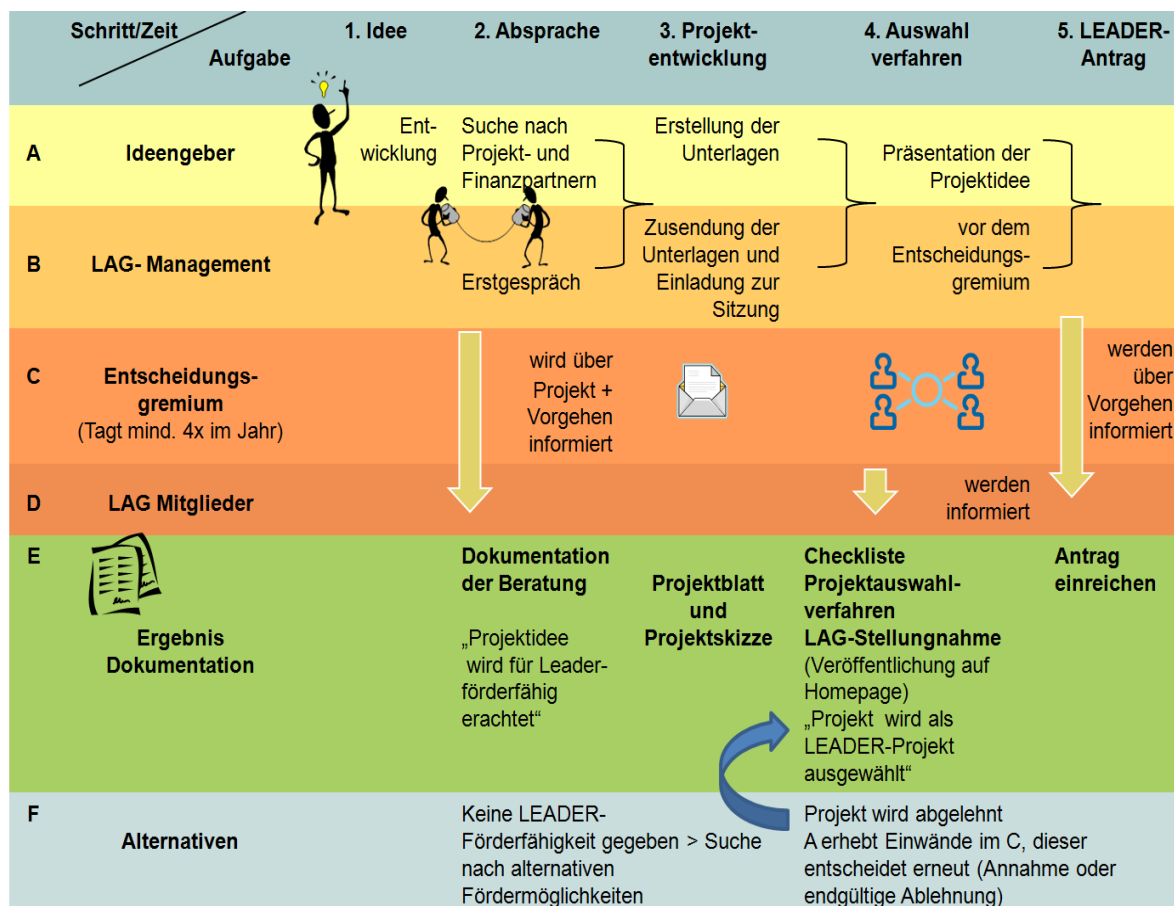 Schritt/Zeit
Aufgabe
1. Idee
2. Absprache
3. Projekt-
entwicklung
4. Auswahl
verfahren
5. LEADER-
Antrag
A
Ideengeber
Ent-
wicklung
Suche nach
Projekt- und
Finanzpartnern
Erstellung der
Unterlagen
Präsentation der
Projektidee
B
LAG- Management
Erstgespräch
Zusendung der
Unterlagen und
Einladung zur
Sitzung
vor dem
Entscheidungs-
gremium
C
Entscheidungs-
gremium
(Tagt mind. 4x im Jahr)
wird über
Projekt +
Vorgehen
informiert
werden
über
Vorgehen
informiert
D
LAG Mitglieder
werden
informiert
E
Ergebnis
Dokumentation
Dokumentation
der Beratung
„Projektidee
wird für Leader-
förderfähig
erachtet“
Projektblatt
und
Projektskizze
Checkliste
Projektauswahl-
verfahren
LAG-Stellungnahme
(Veröffentlichung auf
Homepage)
„Projekt wird als
LEADER-Projekt
ausgewählt“
Antrag
einreichen
F
Alternativen
Keine LEADER-
Förderfähigkeit gegeben > Suche
nach alternativen
Fördermöglichkeiten
Projekt wird abgelehnt
A erhebt Einwände im C, dieser
entscheidet erneut (Annahme oder
endgültige Ablehnung)